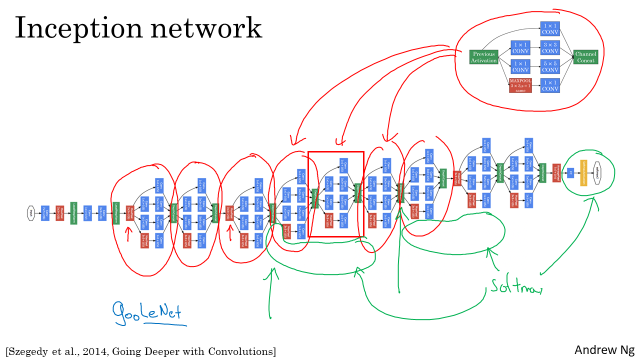 Inception network
1 × 1
CONV
Previous
Activation
1 × 1
CONV
3 × 3
CONV
1 × 1
CONV
5 × 5
CONV
MAXPOOL
1 × 1
CONV
Channel
Concat
Softmax
gooLeNet
[Szegedy et al., 2014, Going Deeper with Convolutions]
Andrew Ng